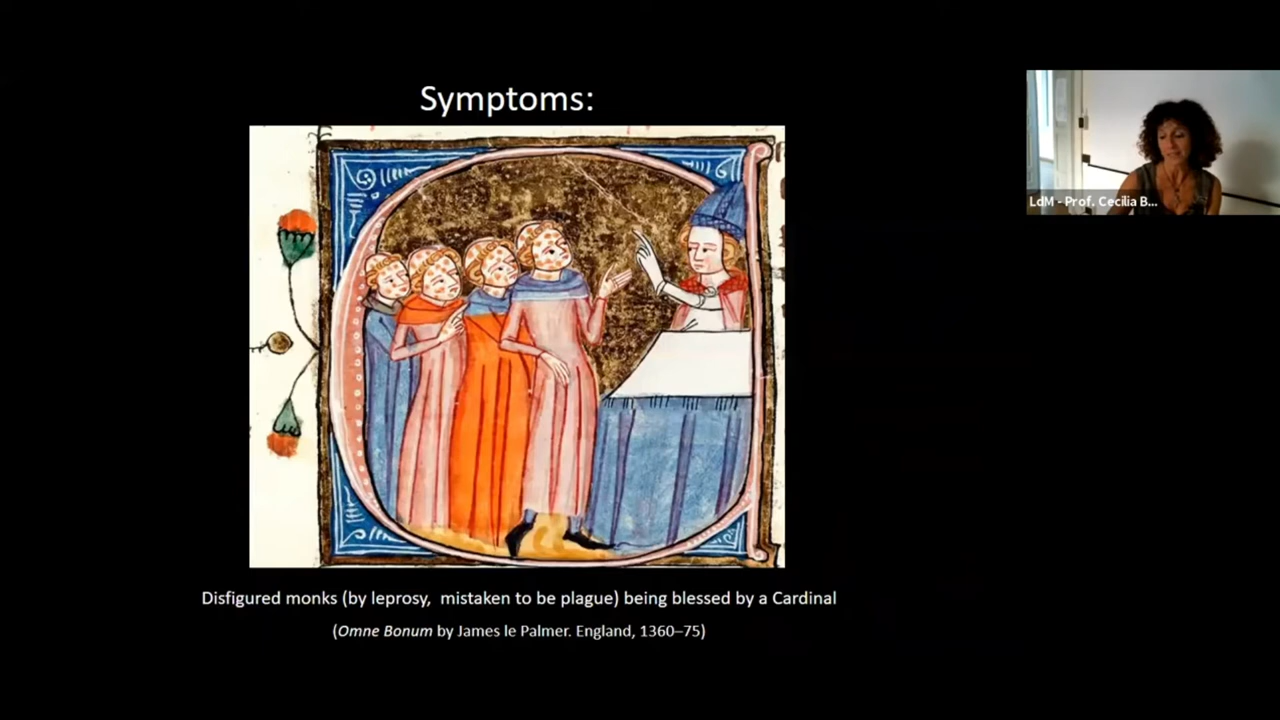 Symptoms:
LdM - Prof. Cecilia B...
Disfigured monks (by leprosy, mistaken to be plague) being blessed by a Cardinal
(Omne Bonum by James le Palmer. England, 1360–75)